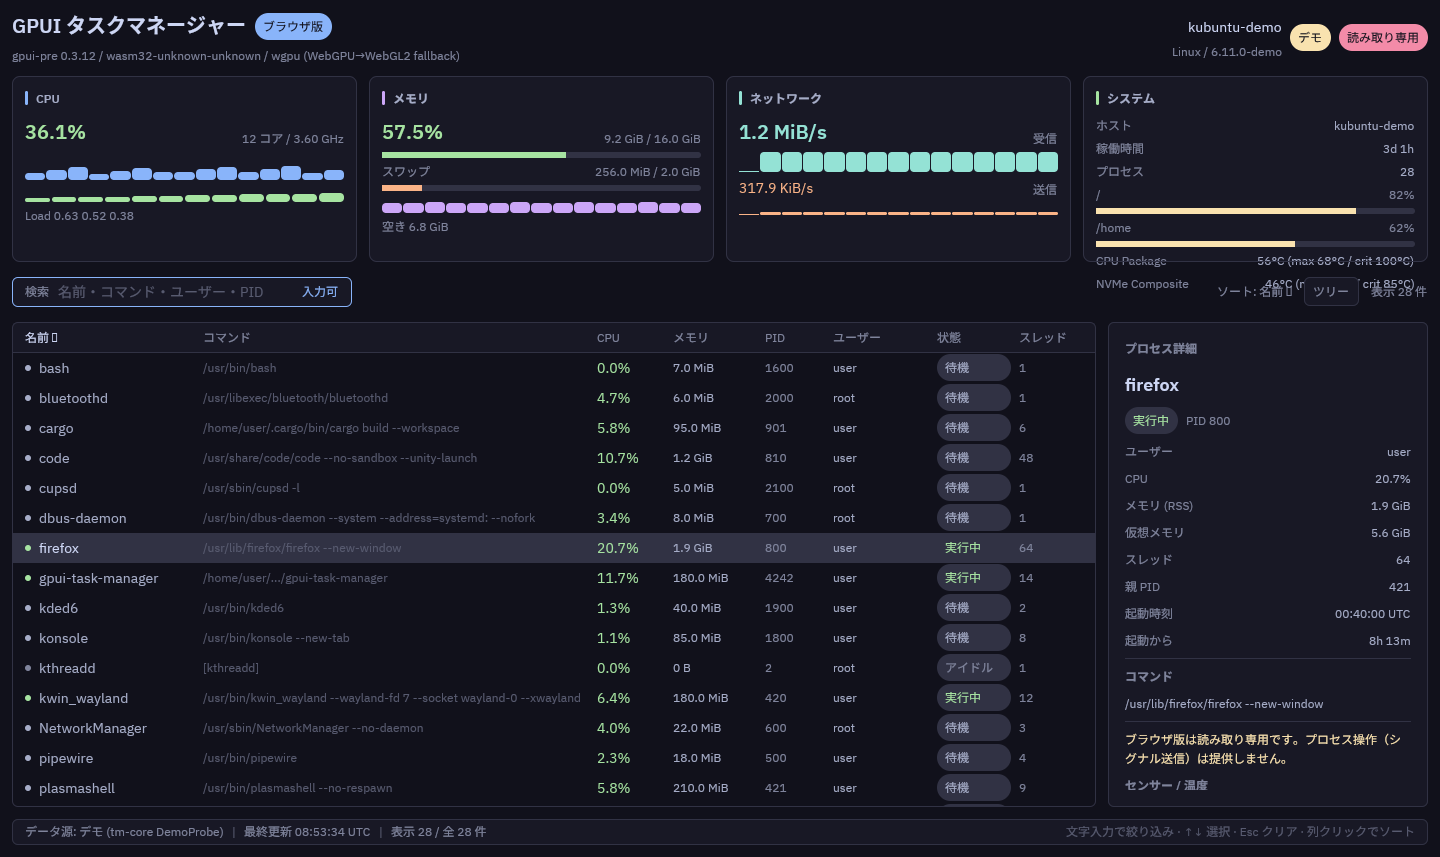 GPUI タスクマネージャー ブラウザ版
gpui-pre 0.3.12 / wasm32-unknown-unknown / wgpu (WebGPU→WebGL2 fallback)
kubuntu-demo
Linux / 6.11.0-demo
デモ 読み取り専用
CPU
36.1% 12 コア / 3.60 GHz
Load 0.63 0.52 0.38
メモリ
57.5% 9.2 GiB / 16.0 GiB
スワップ 256.0 MiB / 2.0 GiB
空き 6.8 GiB
ネットワーク
1.2 MiB/s 受信
317.9 KiB/s 送信
システム
ホスト kubuntu-demo
稼働時間 3d 1h
プロセス 28
/ 82%
/home 62%
CPU Package 56°C (max 68°C / crit 100°C)
NVMe Composite 46°C crit 85°C)
検索 名前・コマンド・ユーザー・PID 入力可
ソート: 名前 ツリー 表示 28 件
名前 コマンド CPU メモリ PID ユーザー 状態 スレッド
bash /usr/bin/bash 0.0% 7.0 MiB 1600 user 待機 1
bluetoothd /usr/libexec/bluetooth/bluetoothd 4.7% 6.0 MiB 2000 root 待機 1
cargo /home/user/.cargo/bin/cargo build --workspace 5.8% 95.0 MiB 901 user 待機 6
code /usr/share/code/code --no-sandbox --unity-launch 10.7% 1.2 GiB 810 user 待機 48
cupsd /usr/sbin/cupsd -l 0.0% 5.0 MiB 2100 root 待機 1
dbus-daemon /usr/bin/dbus-daemon --system --address=systemd: --nofork 3.4% 8.0 MiB 700 root 待機 1
firefox /usr/lib/firefox/firefox --new-window 20.7% 1.9 GiB 800 user 実行中 64
gpui-task-manager /home/user/…/gpui-task-manager 11.7% 180.0 MiB 4242 user 実行中 14
kded6 /usr/bin/kded6 1.3% 40.0 MiB 1900 user 待機 2
konsole /usr/bin/konsole --new-tab 1.1% 85.0 MiB 1800 user 待機 8
kthreadd [kthreadd] 0.0% 0 B 2 root アイドル 1
kwin_wayland /usr/bin/kwin_wayland --wayland-fd 7 --socket wayland-0 --xwayland 6.4% 180.0 MiB 420 user 実行中 12
NetworkManager /usr/sbin/NetworkManager --no-daemon 4.0% 22.0 MiB 600 root 待機 3
pipewire /usr/bin/pipewire 2.3% 18.0 MiB 500 user 待機 4
plasmashell /usr/bin/plasmashell --no-respawn 5.8% 210.0 MiB 421 user 待機 9
プロセス詳細
firefox
実行中 PID 800
ユーザー user
CPU 20.7%
メモリ (RSS) 1.9 GiB
仮想メモリ 5.6 GiB
スレッド 64
親 PID 421
起動時刻 00:40:00 UTC
起動から 8h 13m
コマンド
/usr/lib/firefox/firefox --new-window
ブラウザ版は読み取り専用です。プロセス操作（シ
グナル送信）は提供しません。
センサー / 温度
データ源: デモ (tm-core DemoProbe) | 最終更新 08:53:34 UTC | 表示 28 / 全 28 件
文字入力で絞り込み · ↑↓ 選択 · Esc クリア · 列クリックでソート